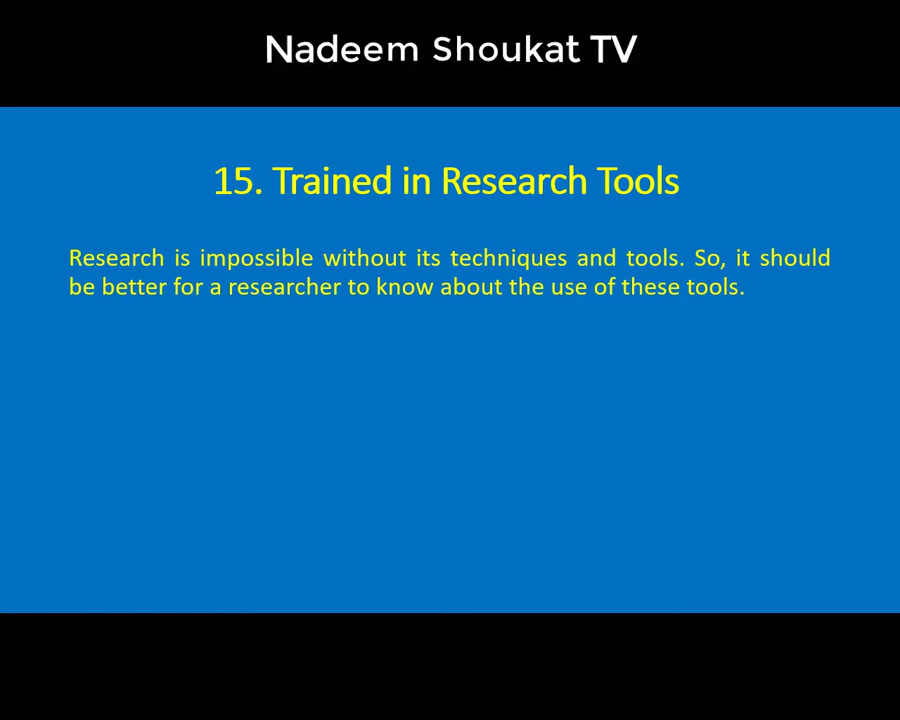 Nadeem Shoukat TV
15. Trained in Research Tools
Research is impossible without its techniques and tools. So, it should
be better for a researcher to know about the use of these tools.